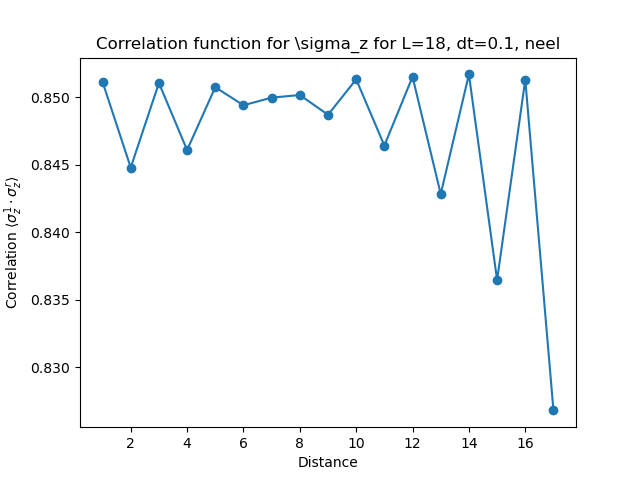 Correlation function for \sigma_z for L=18, dt=0.1, neel
Correlation ⟨σ_z^1 · σ_z^r⟩
0.850
0.845
0.840
0.835
0.830
2 4 6 8 10 12 14 16
Distance